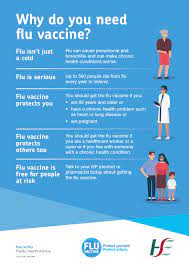 Why do you need
flu vaccine?
Flu isn't just
a cold
Flu can cause pneumonia and
bronchitis and can make chronic
health conditions worse.
Flu is serious
Up to 500 people die from flu
every year in Ireland.
Flu vaccine
protects you
You should get the flu vaccine if you
are 65 years old or older
have a chronic health problem such
as heart or lung disease or
are pregnant
Flu vaccine
protects
others too
You should get the flu vaccine if
you are a healthcare worker or a
carer or if you live with someone
with a chronic health condition.
Flu vaccine is
free for people
at risk
Talk to your GP (doctor) or
pharmacist today about getting
the flu vaccine.
hse.ie/flu
Public Health Advice
FLU
VACCINE
Protect yourself
Protect others